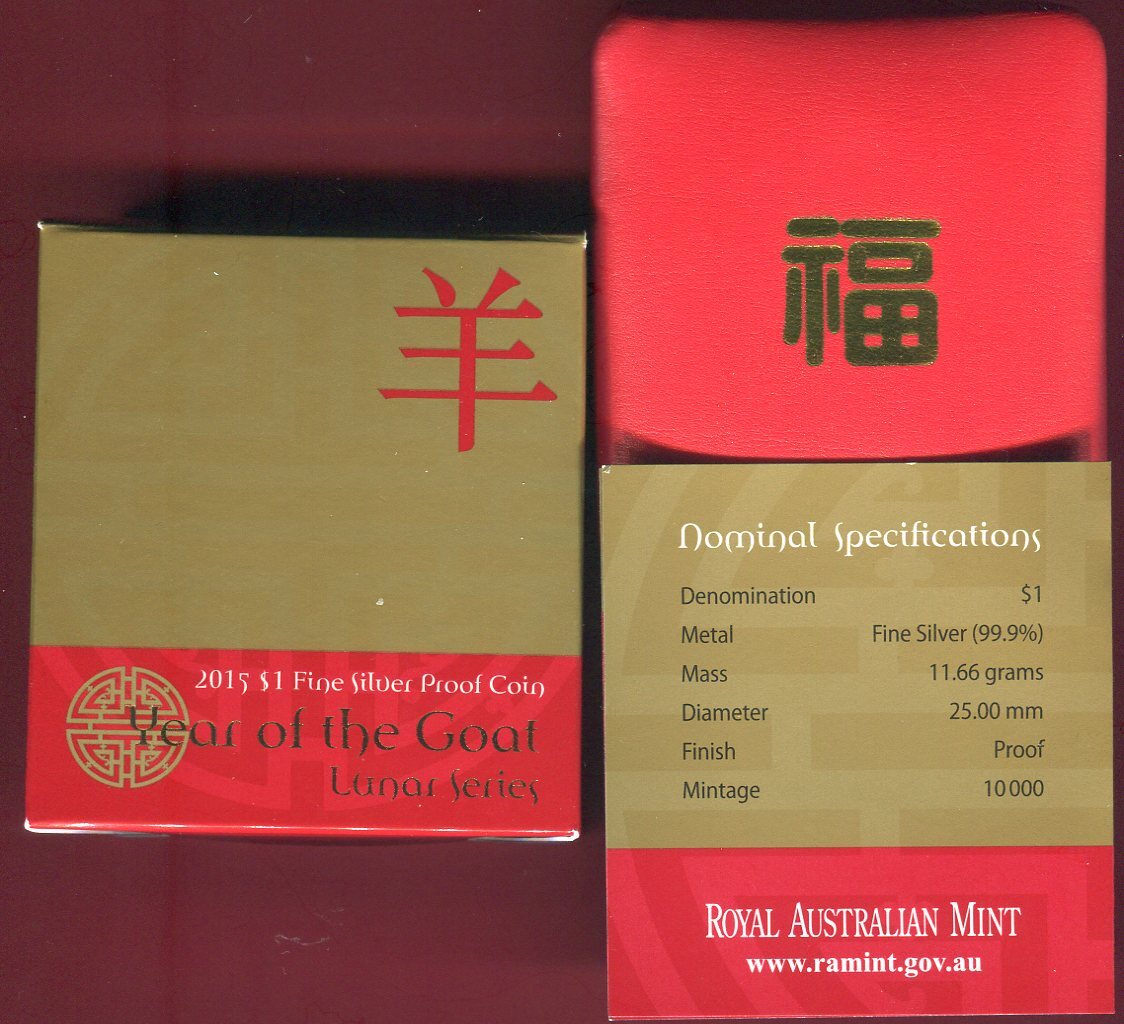 羊
2015 $1 Fine Silver Proof Coin
Year of the Goat
Lunar Series
福
Nominal Specifications
Denomination $1
Metal Fine Silver (99.9%)
Mass 11.66 grams
Diameter 25.00 mm
Finish Proof
Mintage 10 000
ROYAL AUSTRALIAN MINT
www.ramint.gov.au